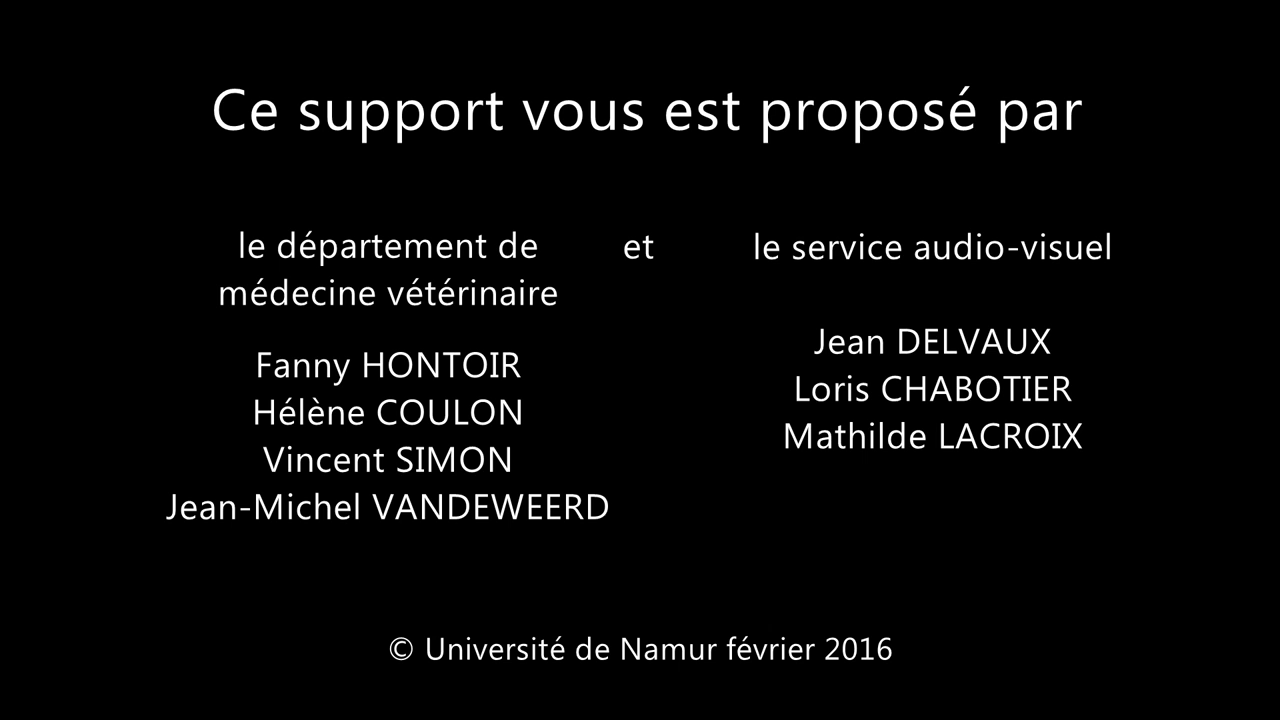 Ce support vous est proposé par
le département de
médecine vétérinaire
Fanny HONTOIR
Hélène COULON
Vincent SIMON
Jean-Michel VANDEWEERD
et
le service audio-visuel
Jean DELVAUX
Loris CHABOTIER
Mathilde LACROIX
© Université de Namur février 2016